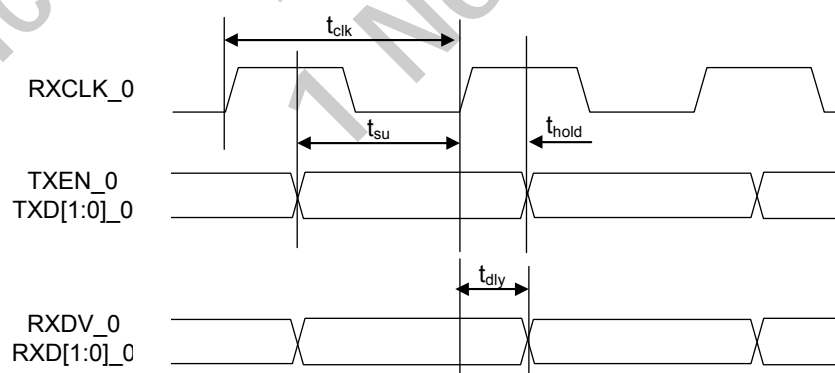 t_clk
RXCLK_0
t_su
t_hold
TXEN_0
TXD[1:0]_0
t_dly
RXDV_0
RXD[1:0]_0